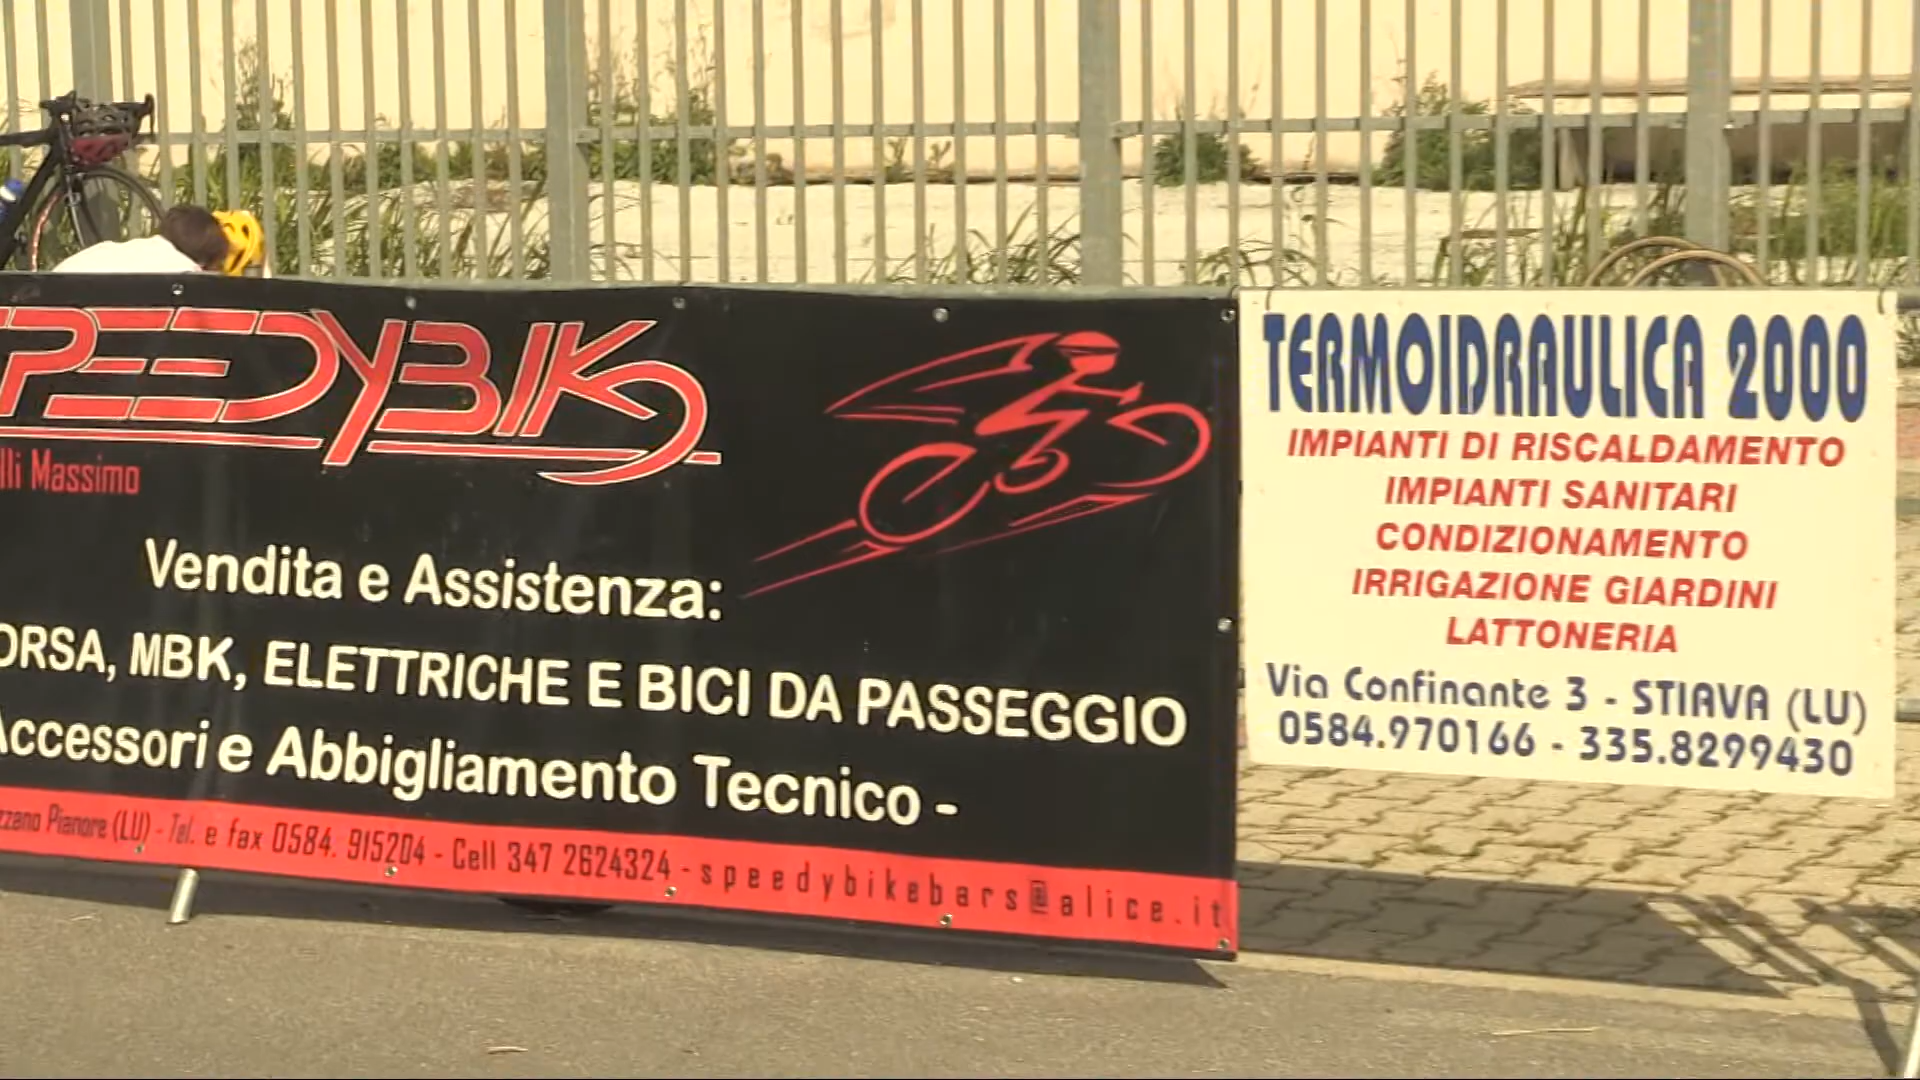 SPEEDYBIKE
lli Massimo
Vendita e Assistenza:
ORSA, MBK, ELETTRICHE E BICI DA PASSEGGIO
Accessori e Abbigliamento Tecnico -
zzano Pianore (LU) - Tel. e fax 0584. 915204 - Cell 347 2624324 - speedybikebars@alice.it
TERMOIDRAULICA 2000
IMPIANTI DI RISCALDAMENTO
IMPIANTI SANITARI
CONDIZIONAMENTO
IRRIGAZIONE GIARDINI
LATTONERIA
Via Confinante 3 - STIAVA (LU)
0584.970166 - 335.8299430